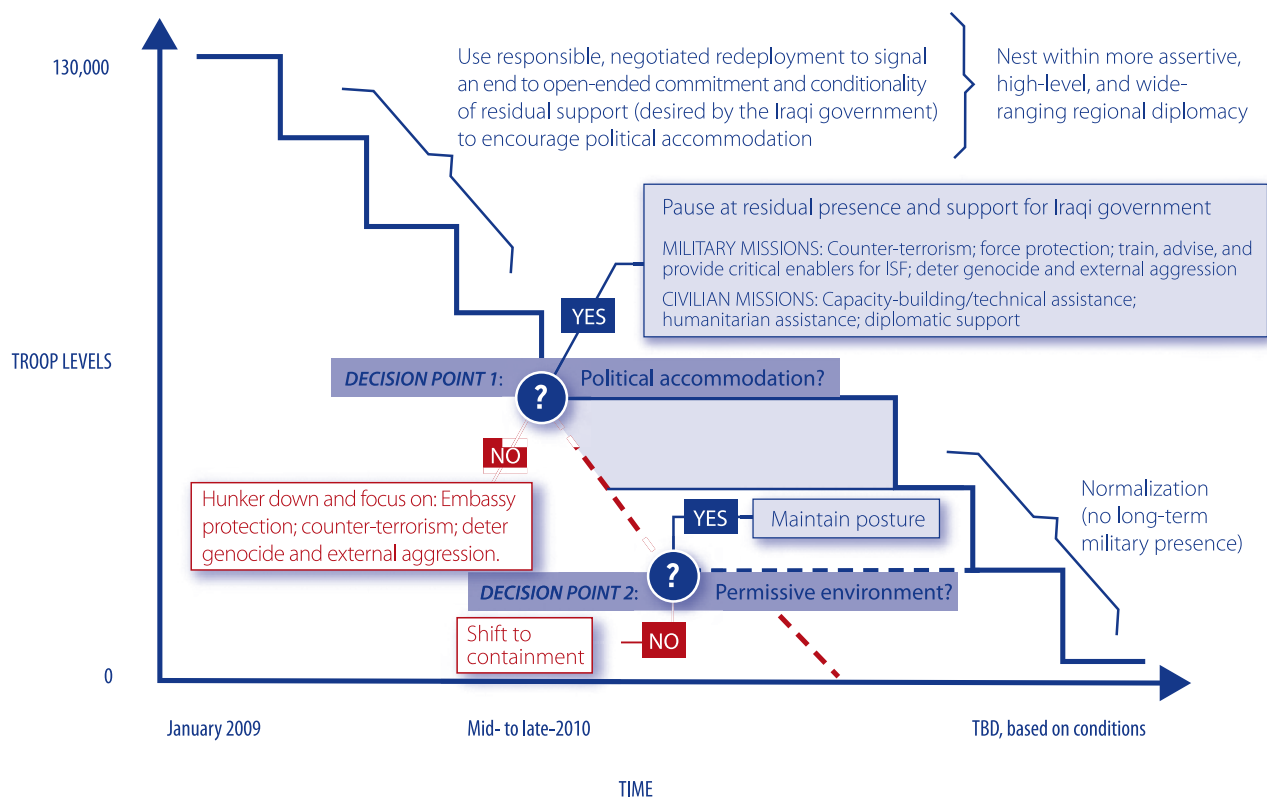 130,000
Use responsible, negotiated redeployment to signal
an end to open-ended commitment and conditionality
of residual support (desired by the Iraqi government)
to encourage political accommodation
Nest within more assertive,
high-level, and wide-
ranging regional diplomacy
Pause at residual presence and support for Iraqi government
MILITARY MISSIONS: Counter-terrorism; force protection; train, advise, and
provide critical enablers for ISF; deter genocide and external aggression
CIVILIAN MISSIONS: Capacity-building/technical assistance;
humanitarian assistance; diplomatic support
YES
TROOP LEVELS
DECISION POINT 1:
?
Political accommodation?
NO
Hunker down and focus on: Embassy
protection; counter-terrorism; deter
genocide and external aggression.
YES
Maintain posture
Normalization
(no long-term
military presence)
DECISION POINT 2:
?
Permissive environment?
NO
Shift to
containment
0
January 2009
Mid- to late-2010
TBD, based on conditions
TIME